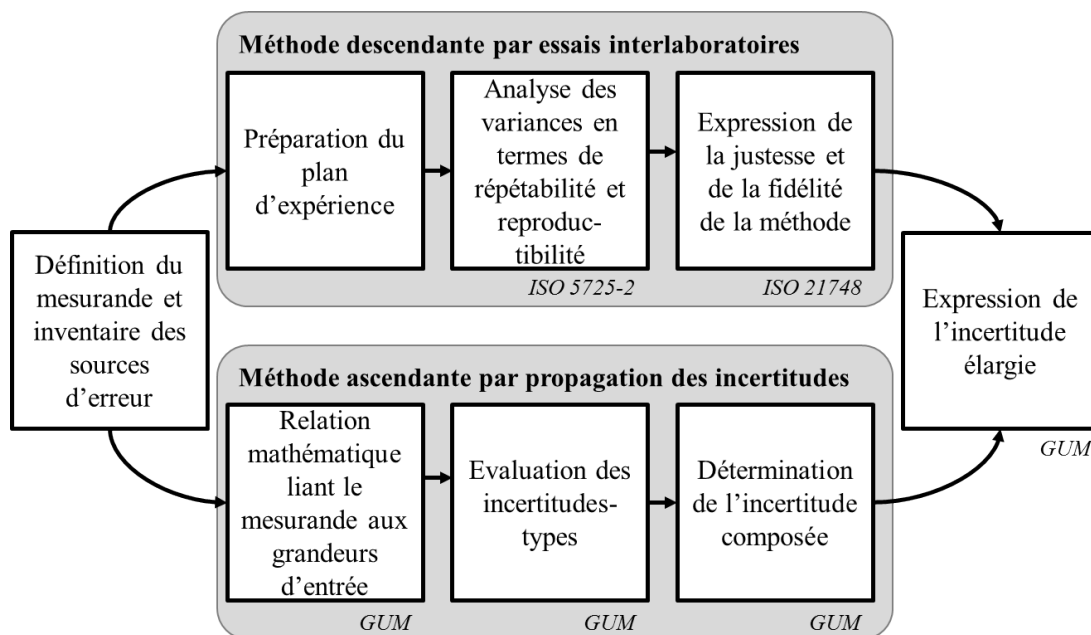 Méthode descendante par essais interlaboratoires
Préparation du
plan
d’expérience
Analyse des
variances en
termes de
répétabilité et
reproduc-
tibilité
ISO 5725-2
Expression de
la justesse et
de la fidélité
de la méthode
ISO 21748
Définition du
mesurande et
inventaire des
sources
d’erreur
Expression de
l’incertitude
élargie
GUM
Méthode ascendante par propagation des incertitudes
Relation
mathématique
liant le
mesurande aux
grandeurs
d’entrée
GUM
Evaluation des
incertitudes-
types
GUM
Détermination
de l’incertitude
composée
GUM